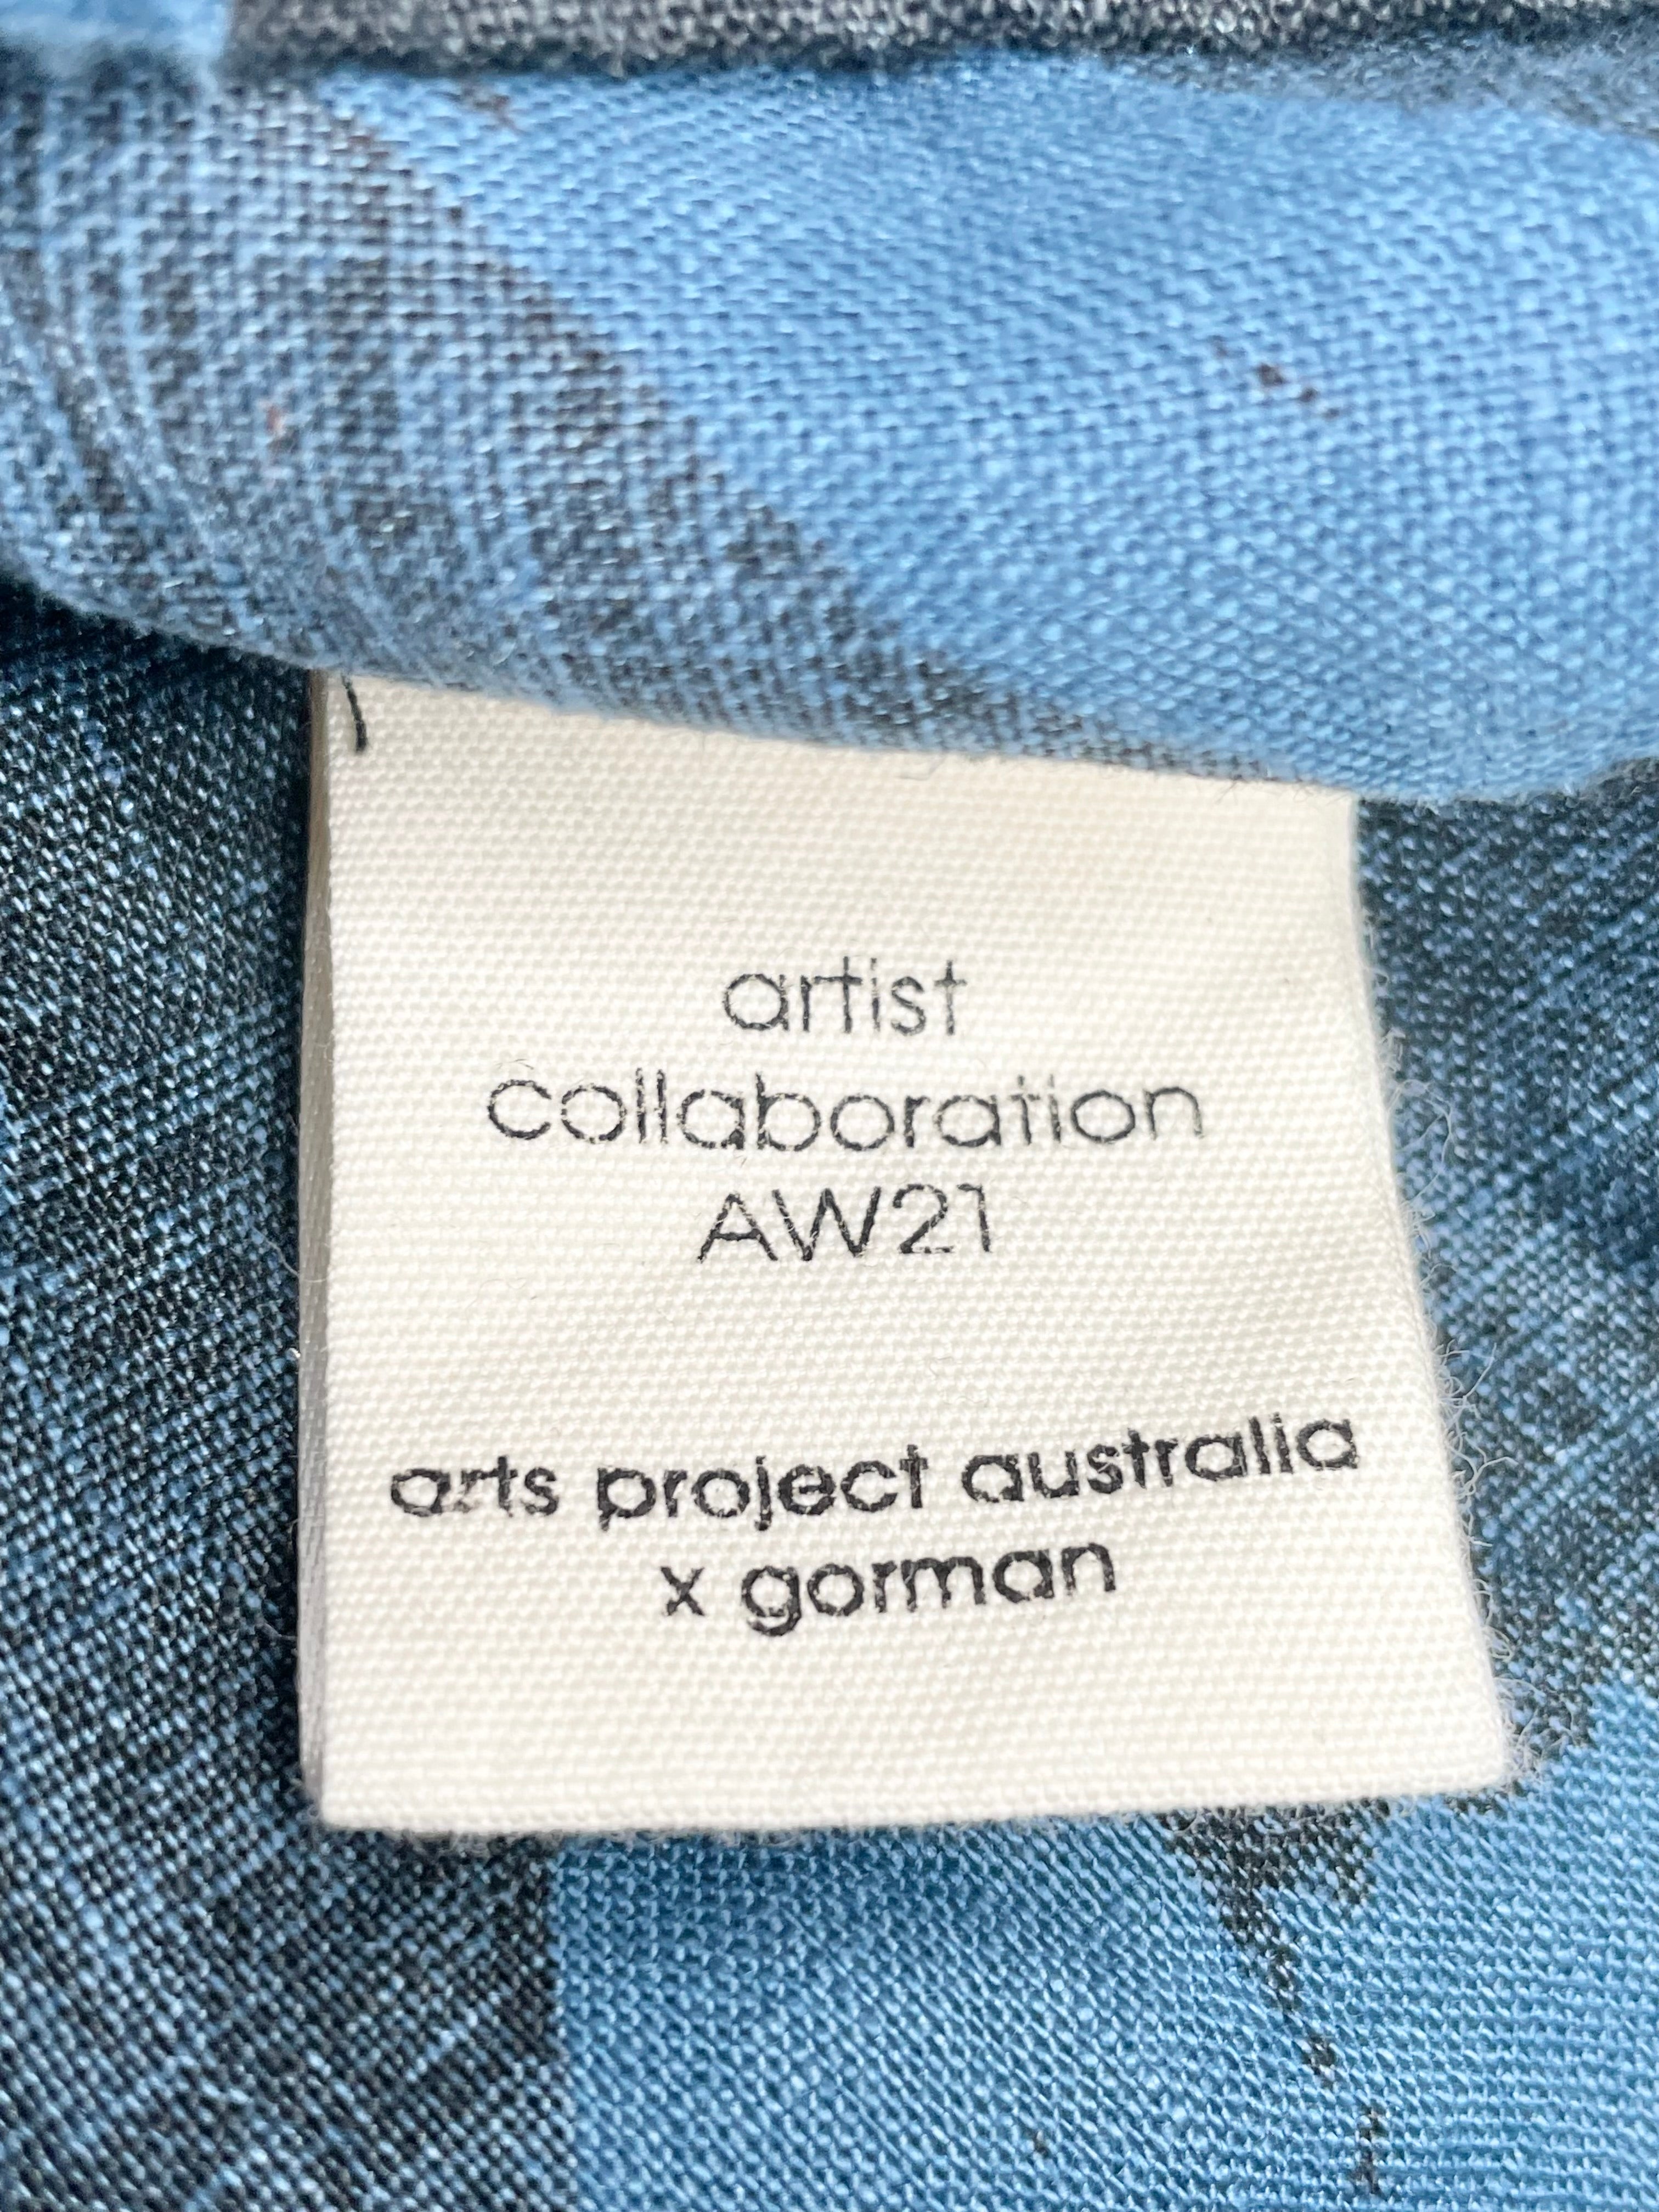 artist
collaboration
AW21
arts project australia
x gorman